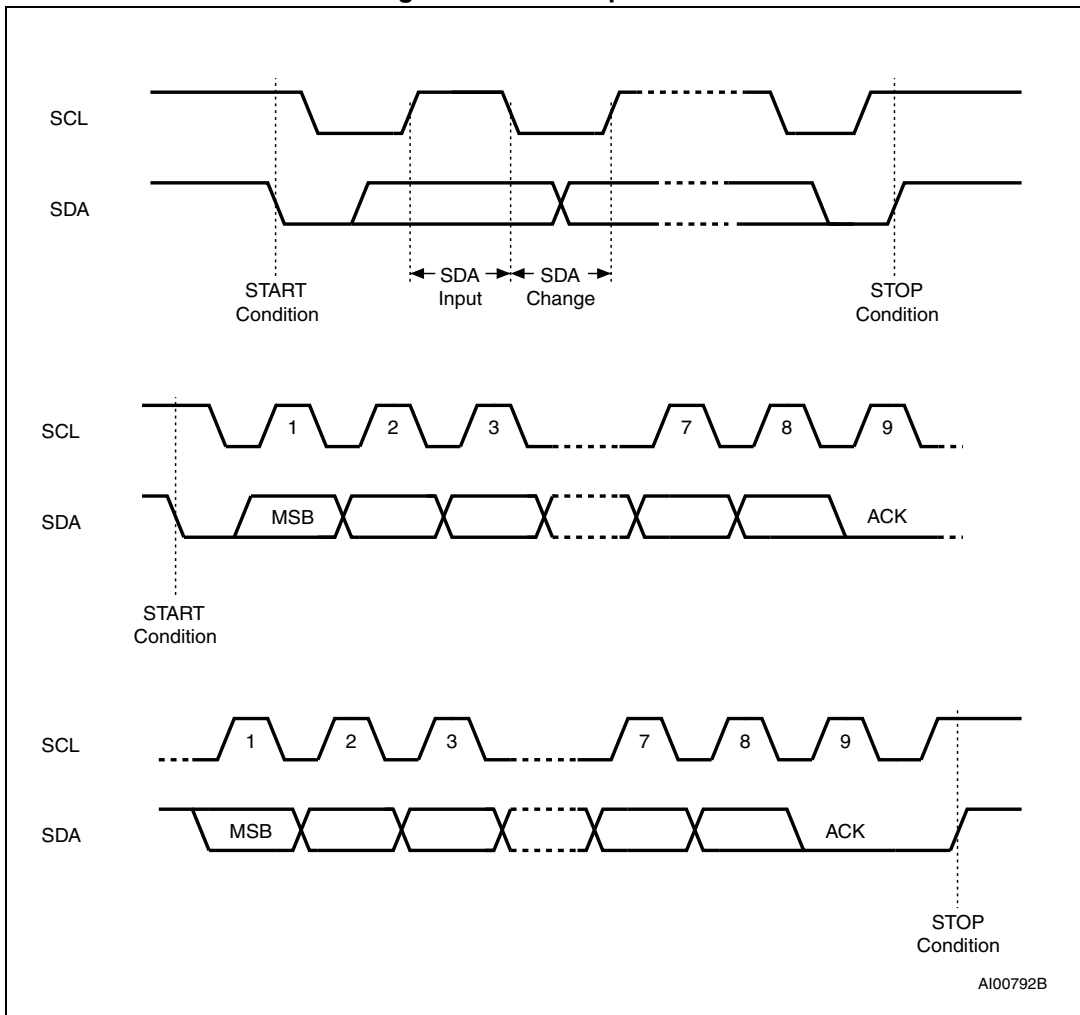 SCL
SDA
SDA
Input
SDA
Change
START
Condition
STOP
Condition
SCL
1 2 3 7 8 9
SDA
MSB
ACK
START
Condition
SCL
1 2 3 7 8 9
SDA
MSB
ACK
STOP
Condition
AI00792B